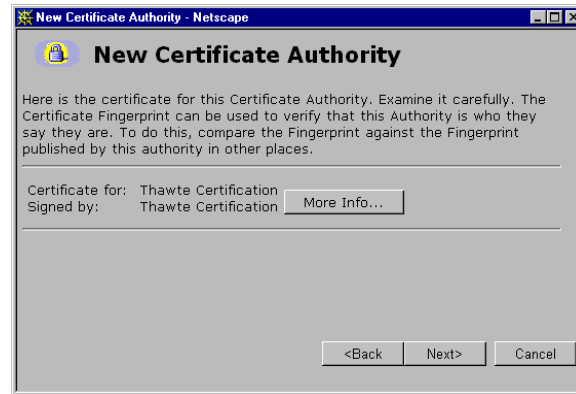 New Certificate Authority - Netscape
New Certificate Authority
Here is the certificate for this Certificate Authority. Examine it carefully. The
Certificate Fingerprint can be used to verify that this Authority is who they
say they are. To do this, compare the Fingerprint against the Fingerprint
published by this authority in other places.
Certificate for: Thawte Certification
Signed by: Thawte Certification
More Info...
<Back Next> Cancel